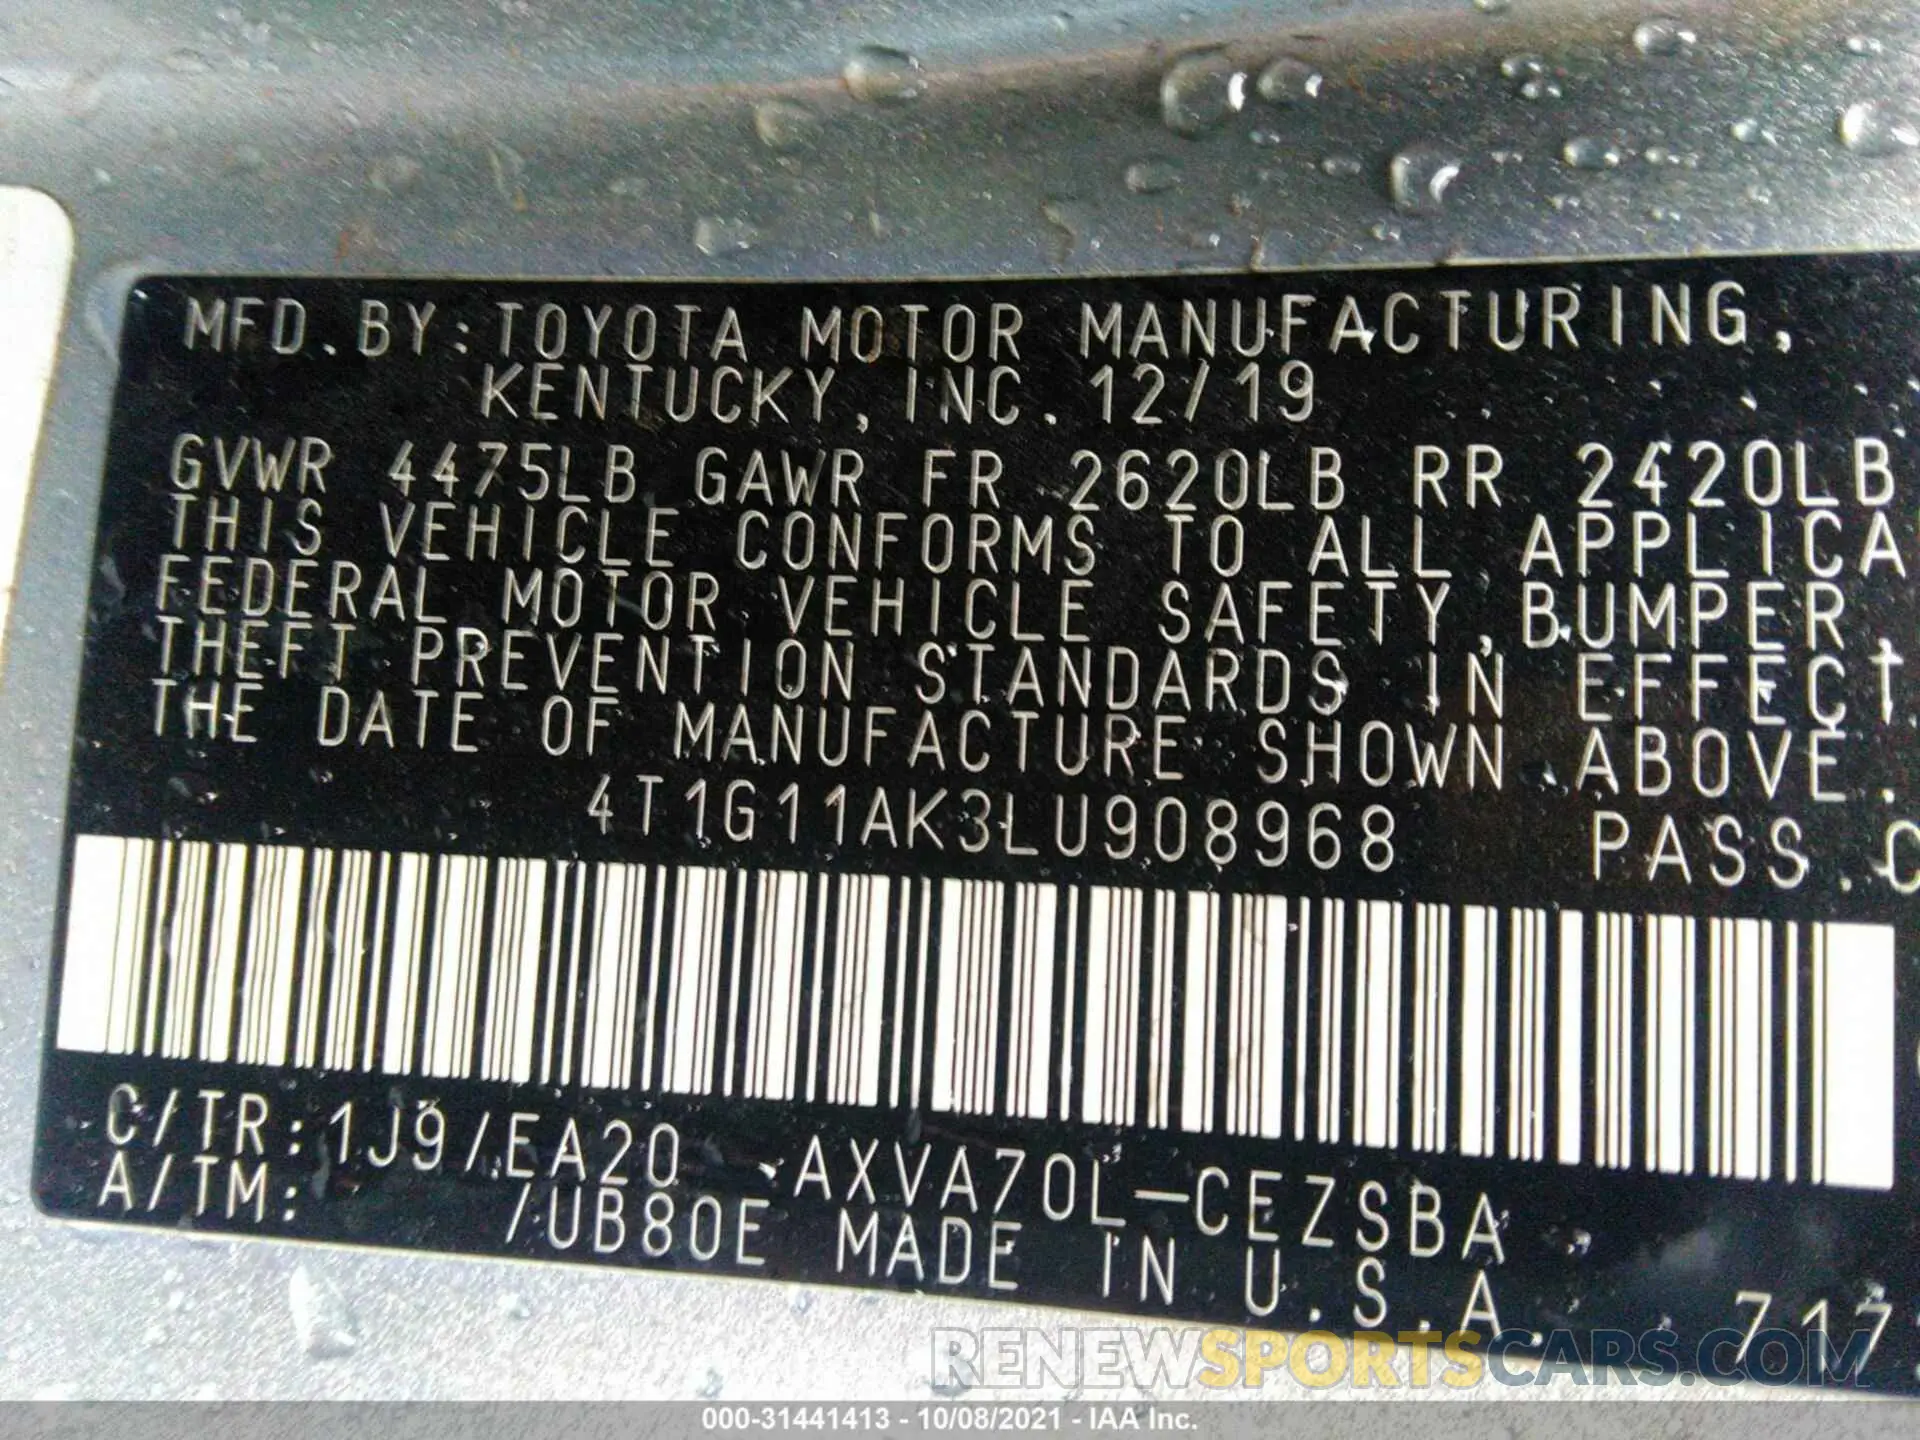 MFD.BY:TOYOTA MOTOR MANUFACTURING,
KENTUCKY, INC. 12/19
GVWR 4475LB GAWR FR 2620LB RR 2420LB
THIS VEHICLE CONFORMS TO ALL APPLICA
FEDERAL MOTOR VEHICLE SAFETY,BUMPER,
THEFT PREVENTION STANDARDS IN EFFECT
THE DATE OF MANUFACTURE SHOWN ABOVE.
4T1G11AK3LU908968 PASS.C
C/TR:1J9/EA20 AXVA70L-CEZSBA
A/TM: /UB80E MADE IN U.S.A.
717
RENEWSPORTSCARS.COM
000-31441413 - 10/08/2021 - IAA Inc.